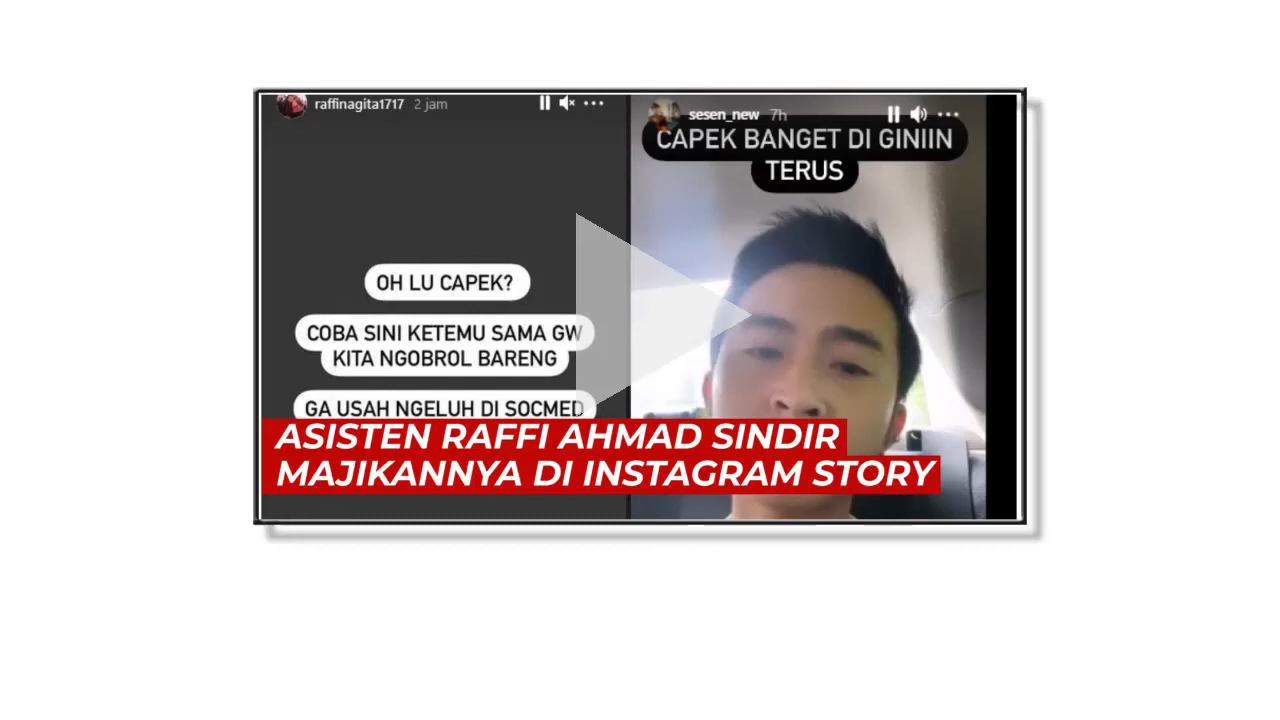 raffinagita1717 2 jam
OH LU CAPEK?
COBA SINI KETEMU SAMA GW
KITA NGOBROL BARENG
GA USAH NGELUH DI SOCMED
sesen_new 7h
CAPEK BANGET DI GINIIN
TERUS
ASISTEN RAFFI AHMAD SINDIR
MAJIKANNYA DI INSTAGRAM STORY